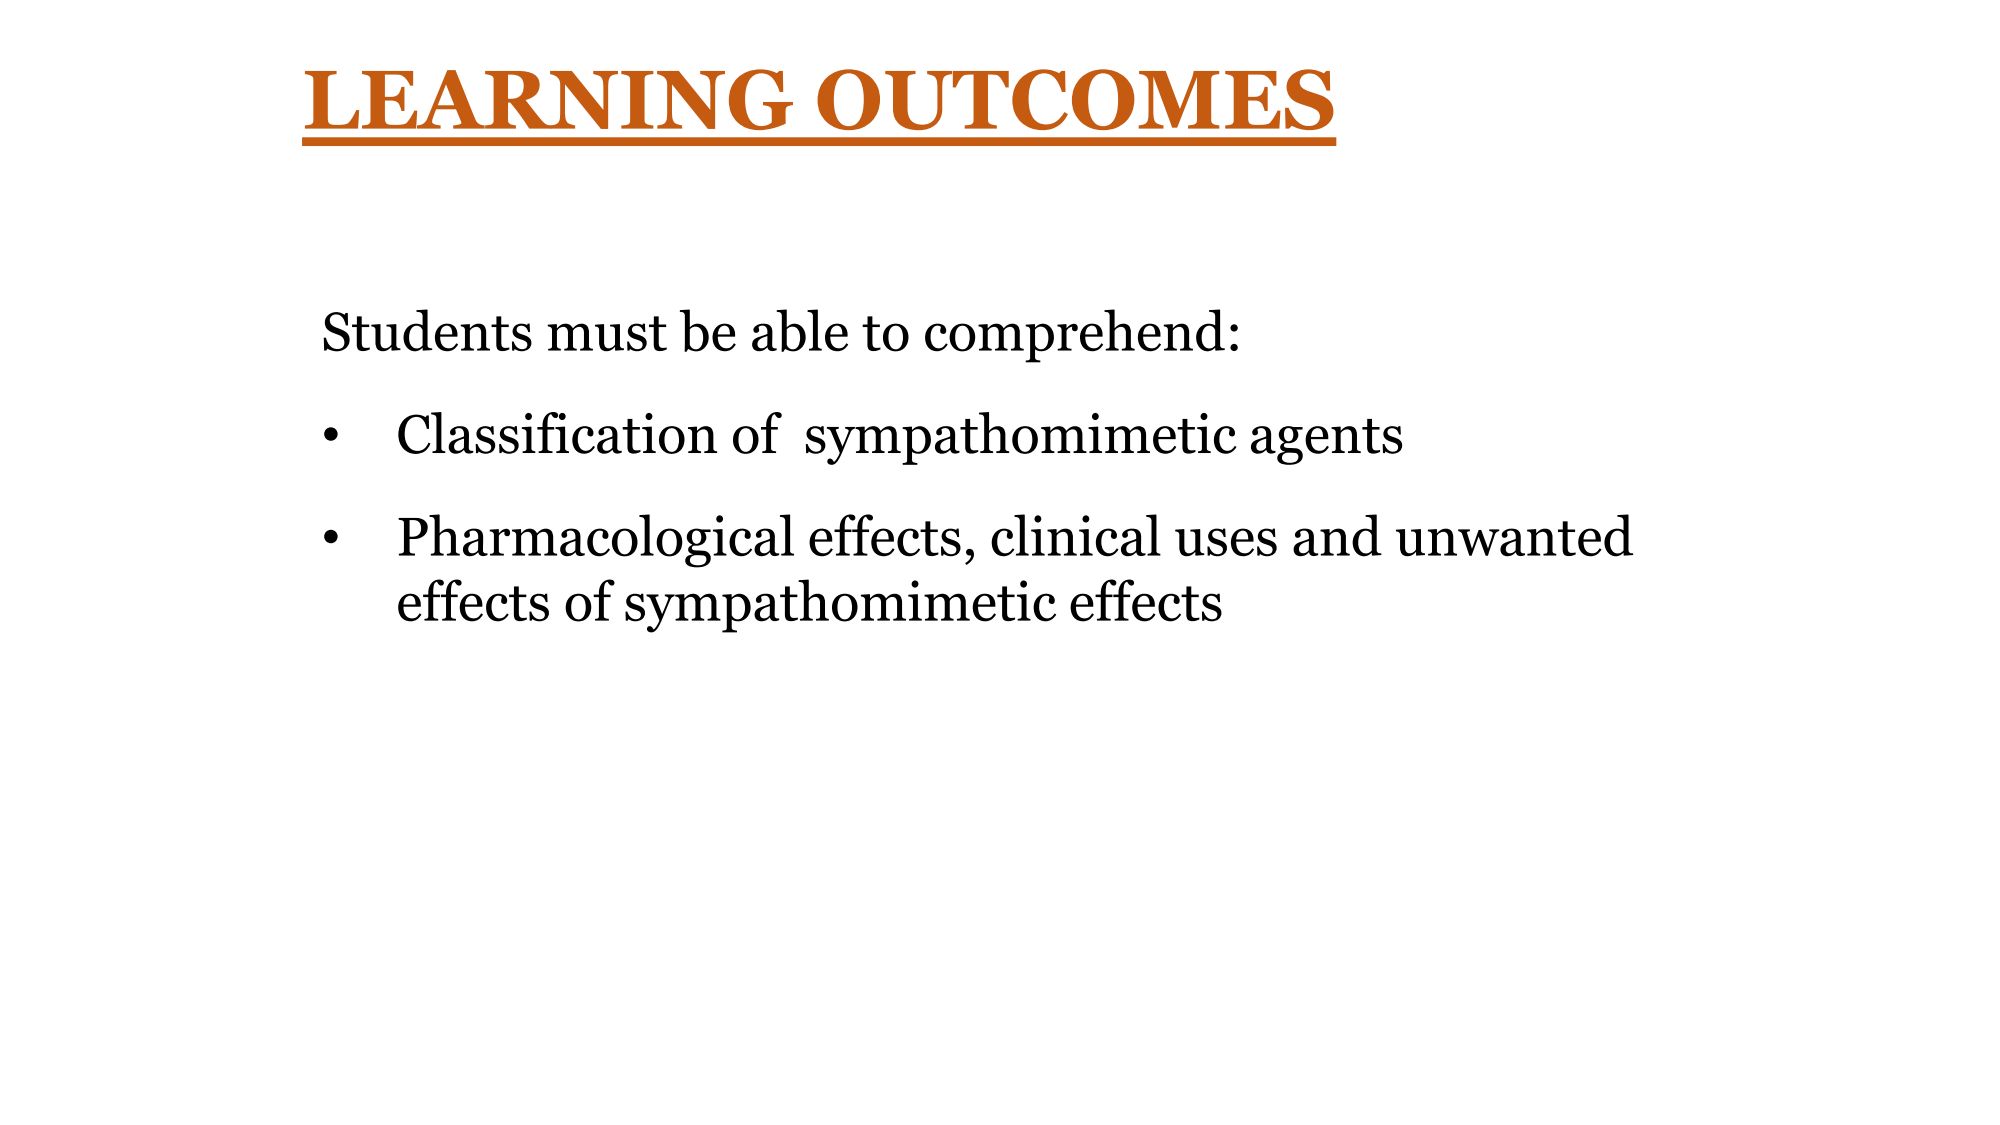 LEARNING OUTCOMES
Students must be able to comprehend:
• Classification of  sympathomimetic agents
• Pharmacological effects, clinical uses and unwanted
effects of sympathomimetic effects